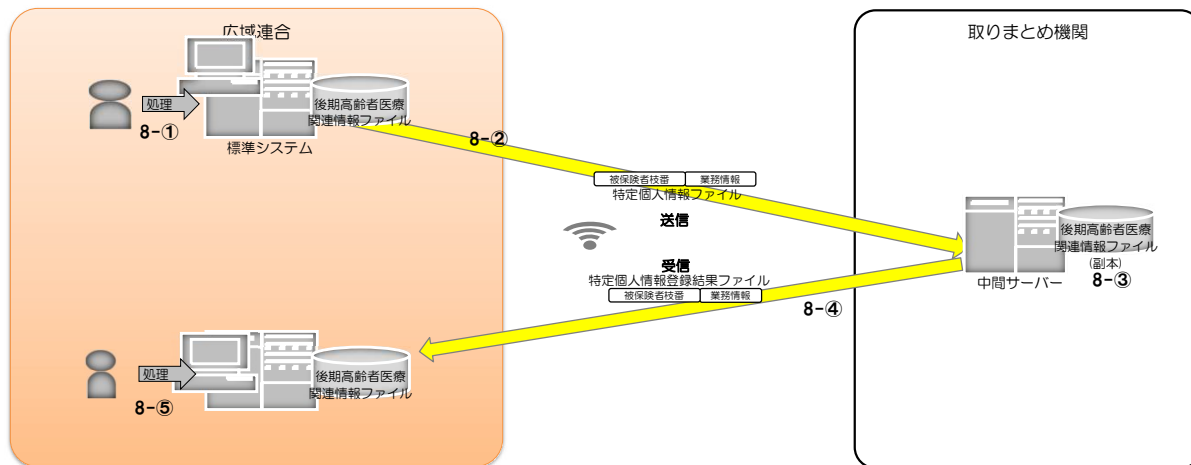 広域連合
取りまとめ機関
処理
8-①
後期高齢者医療
関連情報ファイル
標準システム
8-②
被保険者枝番 業務情報
特定個人情報ファイル
送信
受信
特定個人情報登録結果ファイル
被保険者枝番 業務情報
後期高齢者医療
関連情報ファイル
(副本)
中間サーバー
8-③
8-④
処理
8-⑤
後期高齢者医療
関連情報ファイル